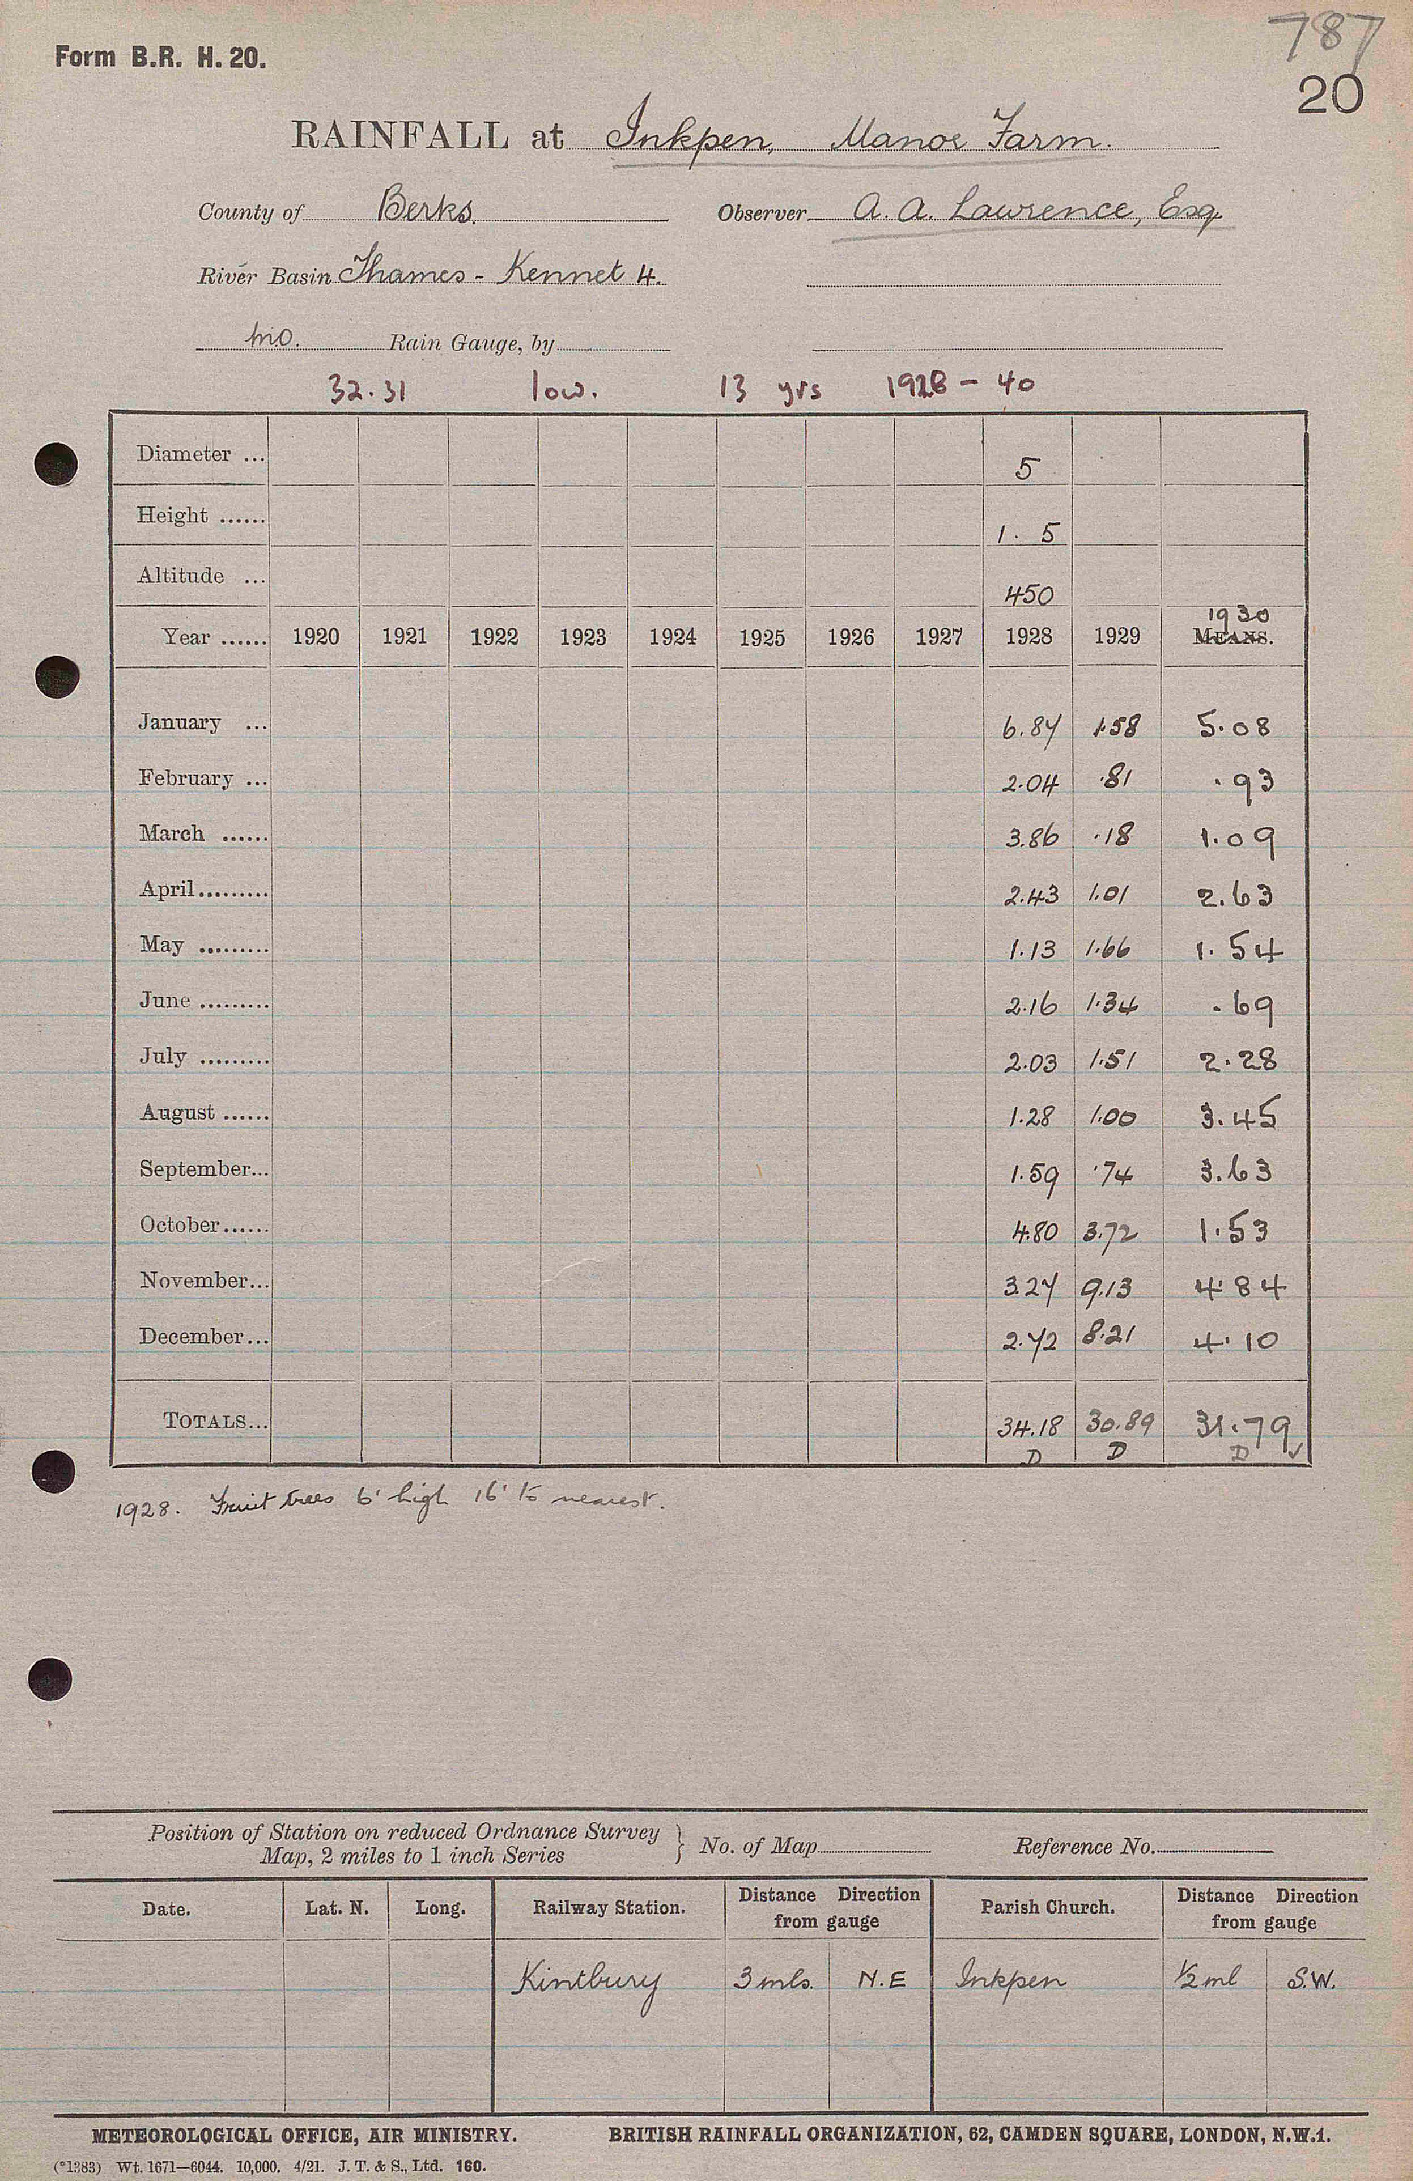 787
Form B.R. H. 20.
20
RAINFALL at Inkpen, Manor Farm.
County of Berks. Observer A. A. Lawrence, Esq
River Basin Thames - Kennet 4.
mo. Rain Gauge, by
32.31 low. 13 yrs 1928 - 40
Diameter ... 5
Height ...... 1. 5
Altitude ... 450
1930
Year ...... 1920 1921 1922 1923 1924 1925 1926 1927 1928 1929 MEANS.
January ... 6.87 1.58 5.08
February ... 2.04 .81 .93
March ...... 3.86 .18 1.09
April......... 2.43 1.01 2.63
May ......... 1.13 1.66 1.54
June ......... 2.16 1.34 .69
July ......... 2.03 1.51 2.28
August ...... 1.28 1.00 3.45
September... 1.59 .74 3.63
October...... 4.80 3.72 1.53
November... 3.27 9.13 4.84
December... 2.72 8.21 4.10
TOTALS... 34.18 30.89 31.79
D D D ✓
1928. Fruit trees 6' high 16' to nearest.
Position of Station on reduced Ordnance Survey
Map, 2 miles to 1 inch Series } No. of Map Reference No.
Date. Lat. N. Long. Railway Station. Distance Direction from gauge Parish Church. Distance Direction from gauge
Kintbury 3 mls. N.E Inkpen ½ ml S.W.
METEOROLOGICAL OFFICE, AIR MINISTRY. BRITISH RAINFALL ORGANIZATION, 62, CAMDEN SQUARE, LONDON, N.W.1.
(*1383) Wt. 1671—6044. 10,000. 4/21. J. T. & S., Ltd. 160.